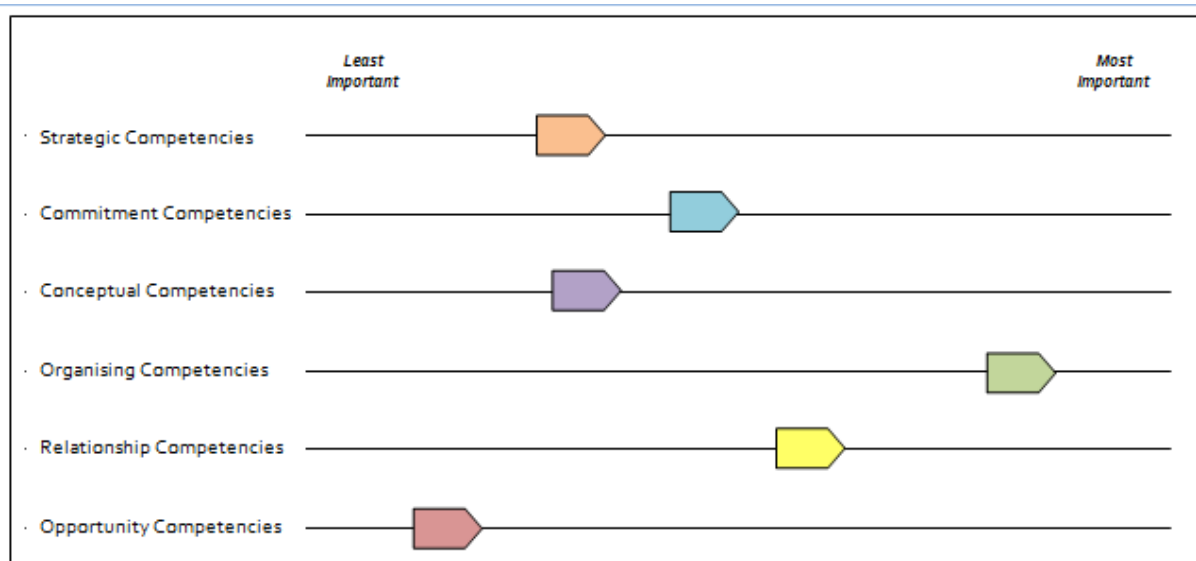 Least
Important
Most
Important
· Strategic Competencies
· Commitment Competencies
· Conceptual Competencies
· Organising Competencies
· Relationship Competencies
· Opportunity Competencies